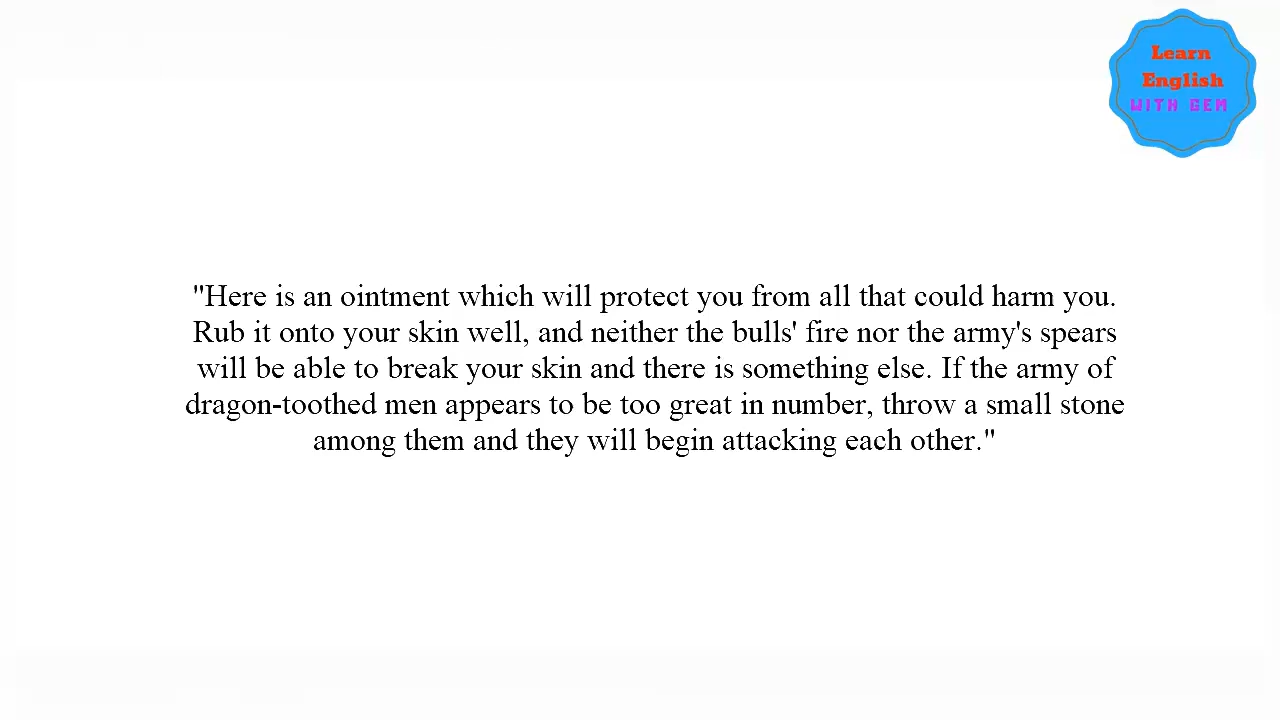 Learn
English
WITH GEM
"Here is an ointment which will protect you from all that could harm you.
Rub it onto your skin well, and neither the bulls' fire nor the army's spears
will be able to break your skin and there is something else. If the army of
dragon-toothed men appears to be too great in number, throw a small stone
among them and they will begin attacking each other."